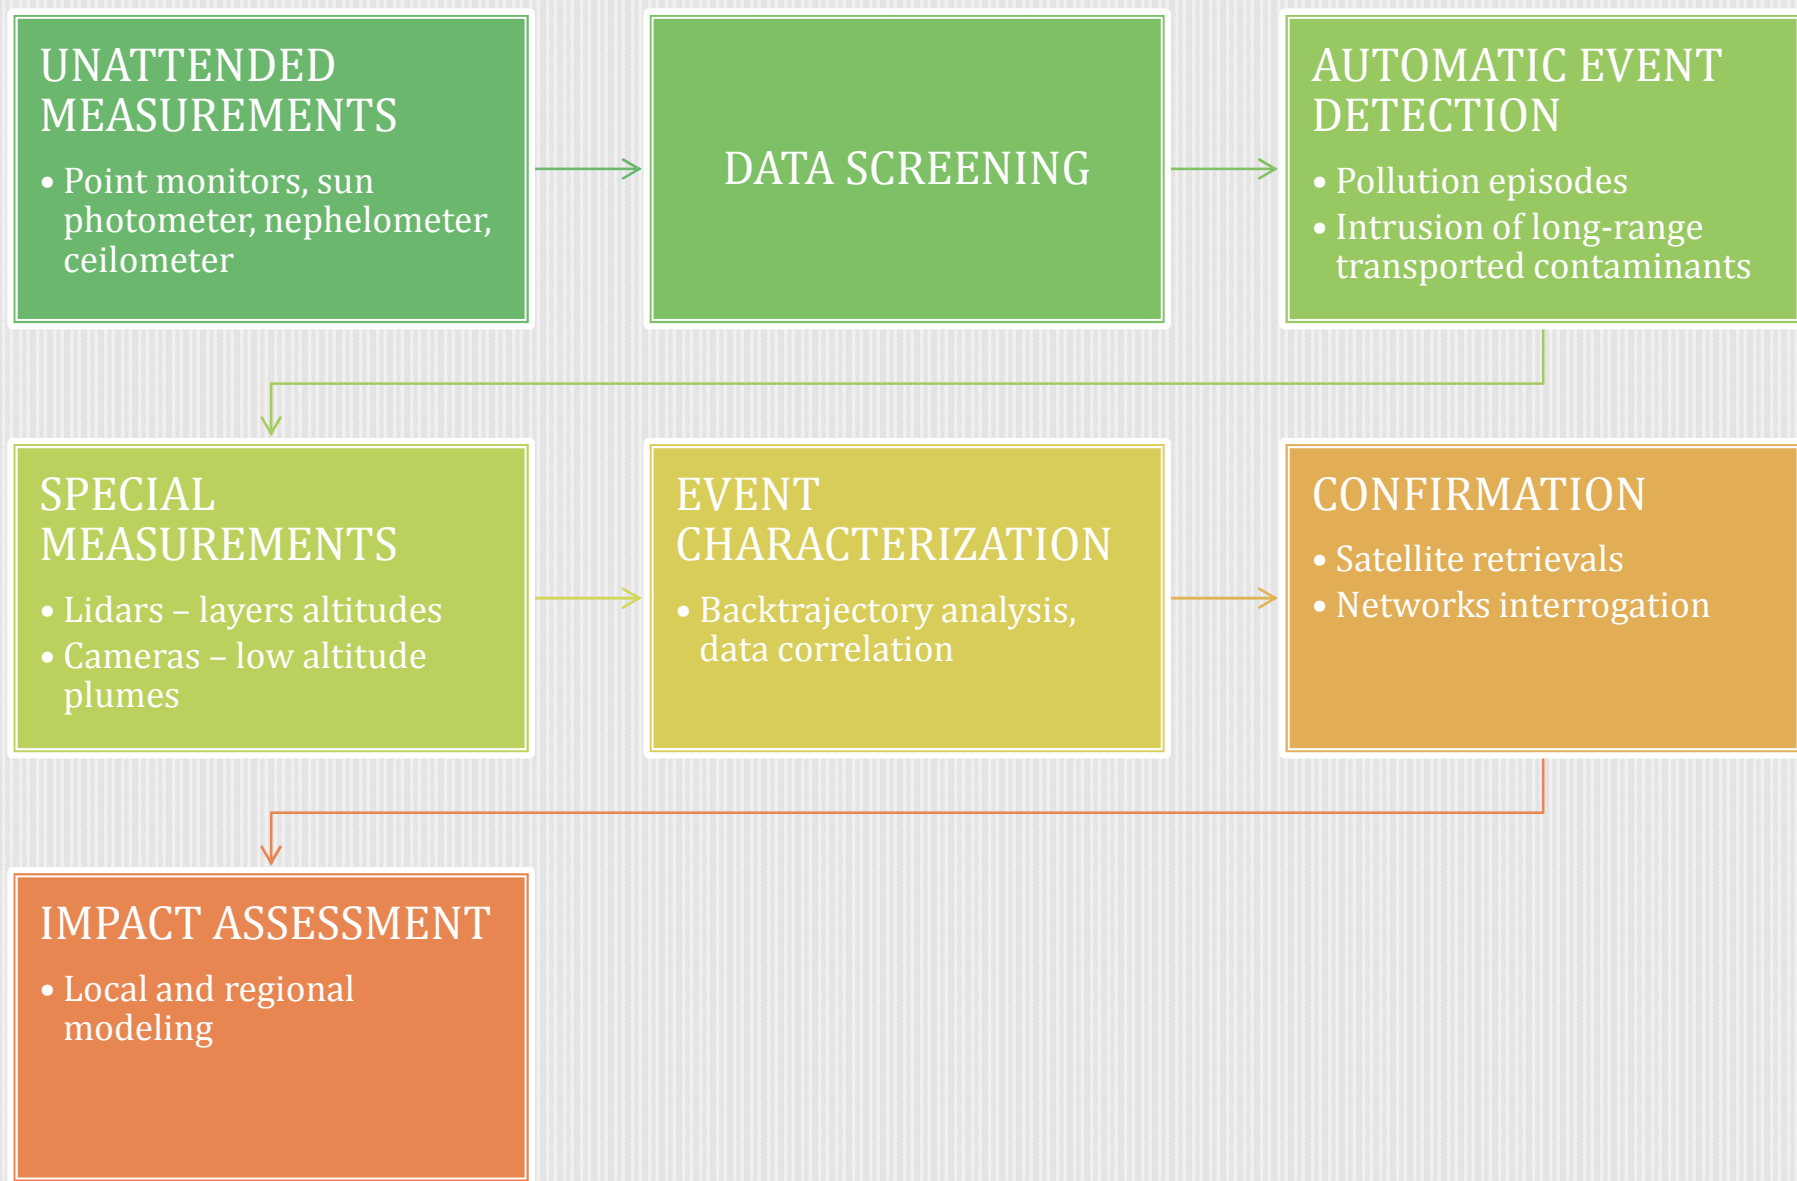 UNATTENDED
MEASUREMENTS
• Point monitors, sun
photometer, nephelometer,
ceilometer
DATA SCREENING
AUTOMATIC EVENT
DETECTION
• Pollution episodes
• Intrusion of long-range
transported contaminants
SPECIAL
MEASUREMENTS
• Lidars – layers altitudes
• Cameras – low altitude
plumes
EVENT
CHARACTERIZATION
• Backtrajectory analysis,
data correlation
CONFIRMATION
• Satellite retrievals
• Networks interrogation
IMPACT ASSESSMENT
• Local and regional
modeling